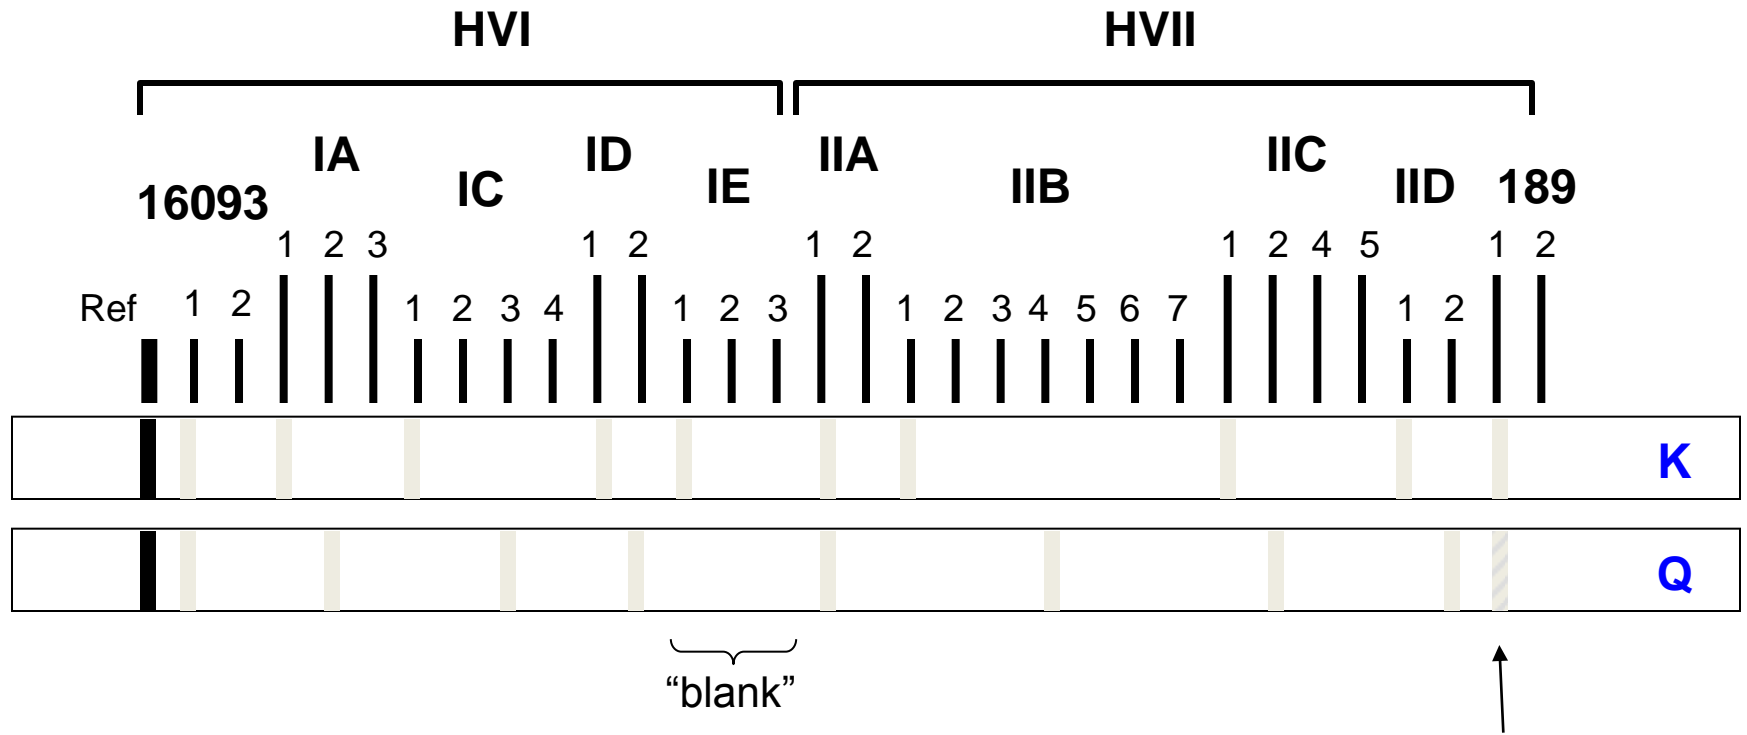 HVI HVII
IA ID IIA IIC
16093 IC IE IIB IID 189
1 2 3 1 2 1 2 1 2 4 5 1 2
Ref 1 2 1 2 3 4 1 2 3 1 2 3 4 5 6 7 1 2
K
Q
“blank”